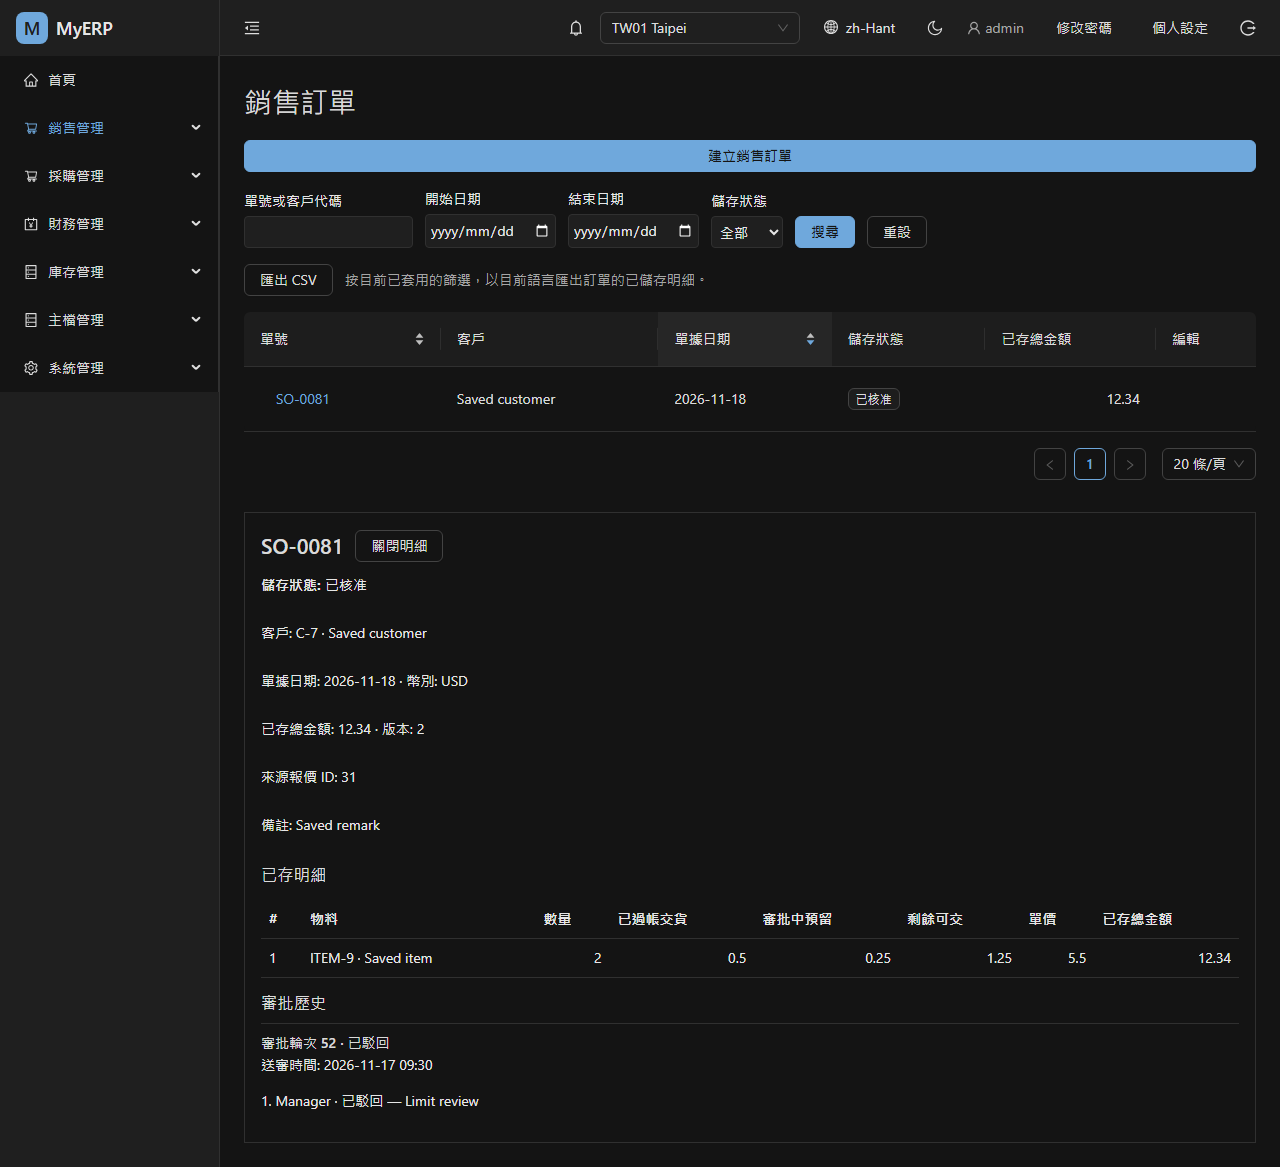 M MyERP
TW01 Taipei
zh-Hant
admin
修改密碼
個人設定
首頁
銷售管理
採購管理
財務管理
庫存管理
主檔管理
系統管理
銷售訂單
建立銷售訂單
單號或客戶代碼 開始日期 結束日期 儲存狀態
yyyy/mm/dd yyyy/mm/dd 全部 搜尋 重設
匯出 CSV 按目前已套用的篩選，以目前語言匯出訂單的已儲存明細。
單號 客戶 單據日期 儲存狀態 已存總金額 編輯
SO-0081 Saved customer 2026-11-18 已核准 12.34
< 1 > 20 條/頁
SO-0081 關閉明細
儲存狀態: 已核准
客戶: C-7 · Saved customer
單據日期: 2026-11-18 · 幣別: USD
已存總金額: 12.34 · 版本: 2
來源報價 ID: 31
備註: Saved remark
已存明細
# 物料 數量 已過帳交貨 審批中預留 剩餘可交 單價 已存總金額
1 ITEM-9 · Saved item 2 0.5 0.25 1.25 5.5 12.34
審批歷史
審批輪次 52 · 已駁回
送審時間: 2026-11-17 09:30
1. Manager · 已駁回 — Limit review